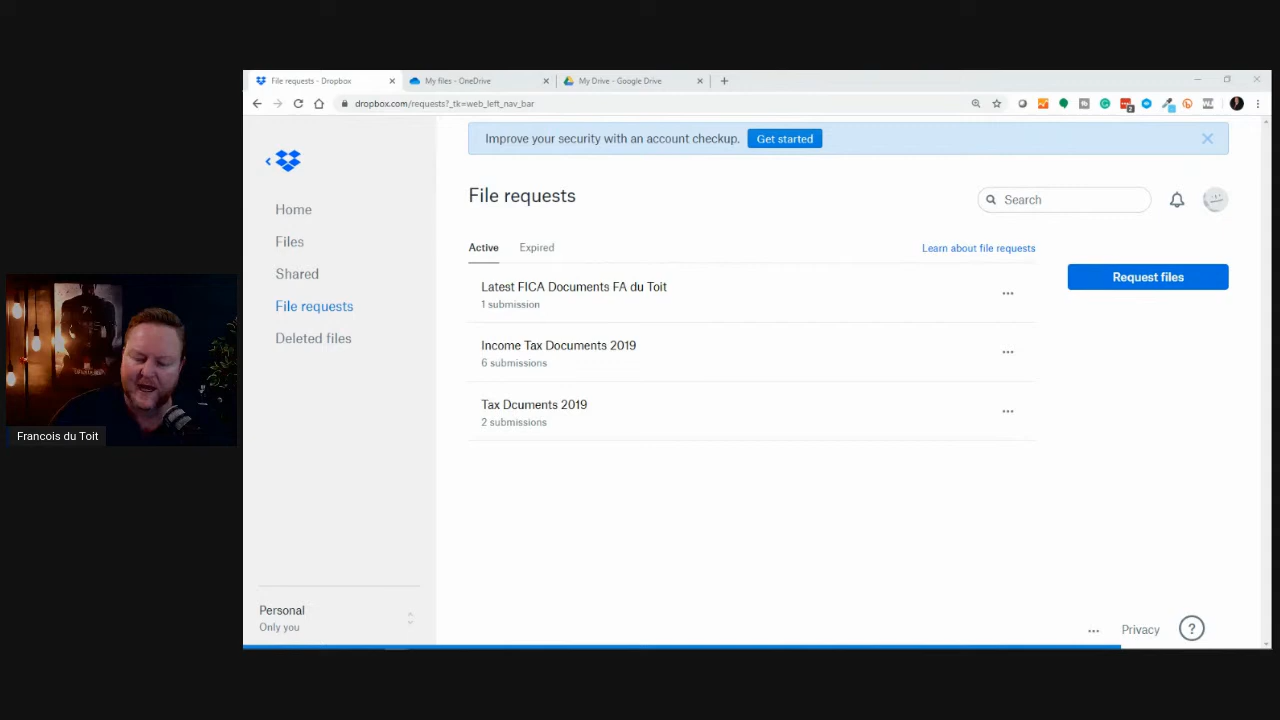 File requests - Dropbox
My files - OneDrive
My Drive - Google Drive
dropbox.com/requests?_tk=web_left_nav_bar
Improve your security with an account checkup.
Get started
File requests
Search
Home
Files
Shared
File requests
Deleted files
Active
Expired
Learn about file requests
Request files
Latest FICA Documents FA du Toit
1 submission
Income Tax Documents 2019
6 submissions
Tax Dcuments 2019
2 submissions
Francois du Toit
Personal
Only you
Privacy
?